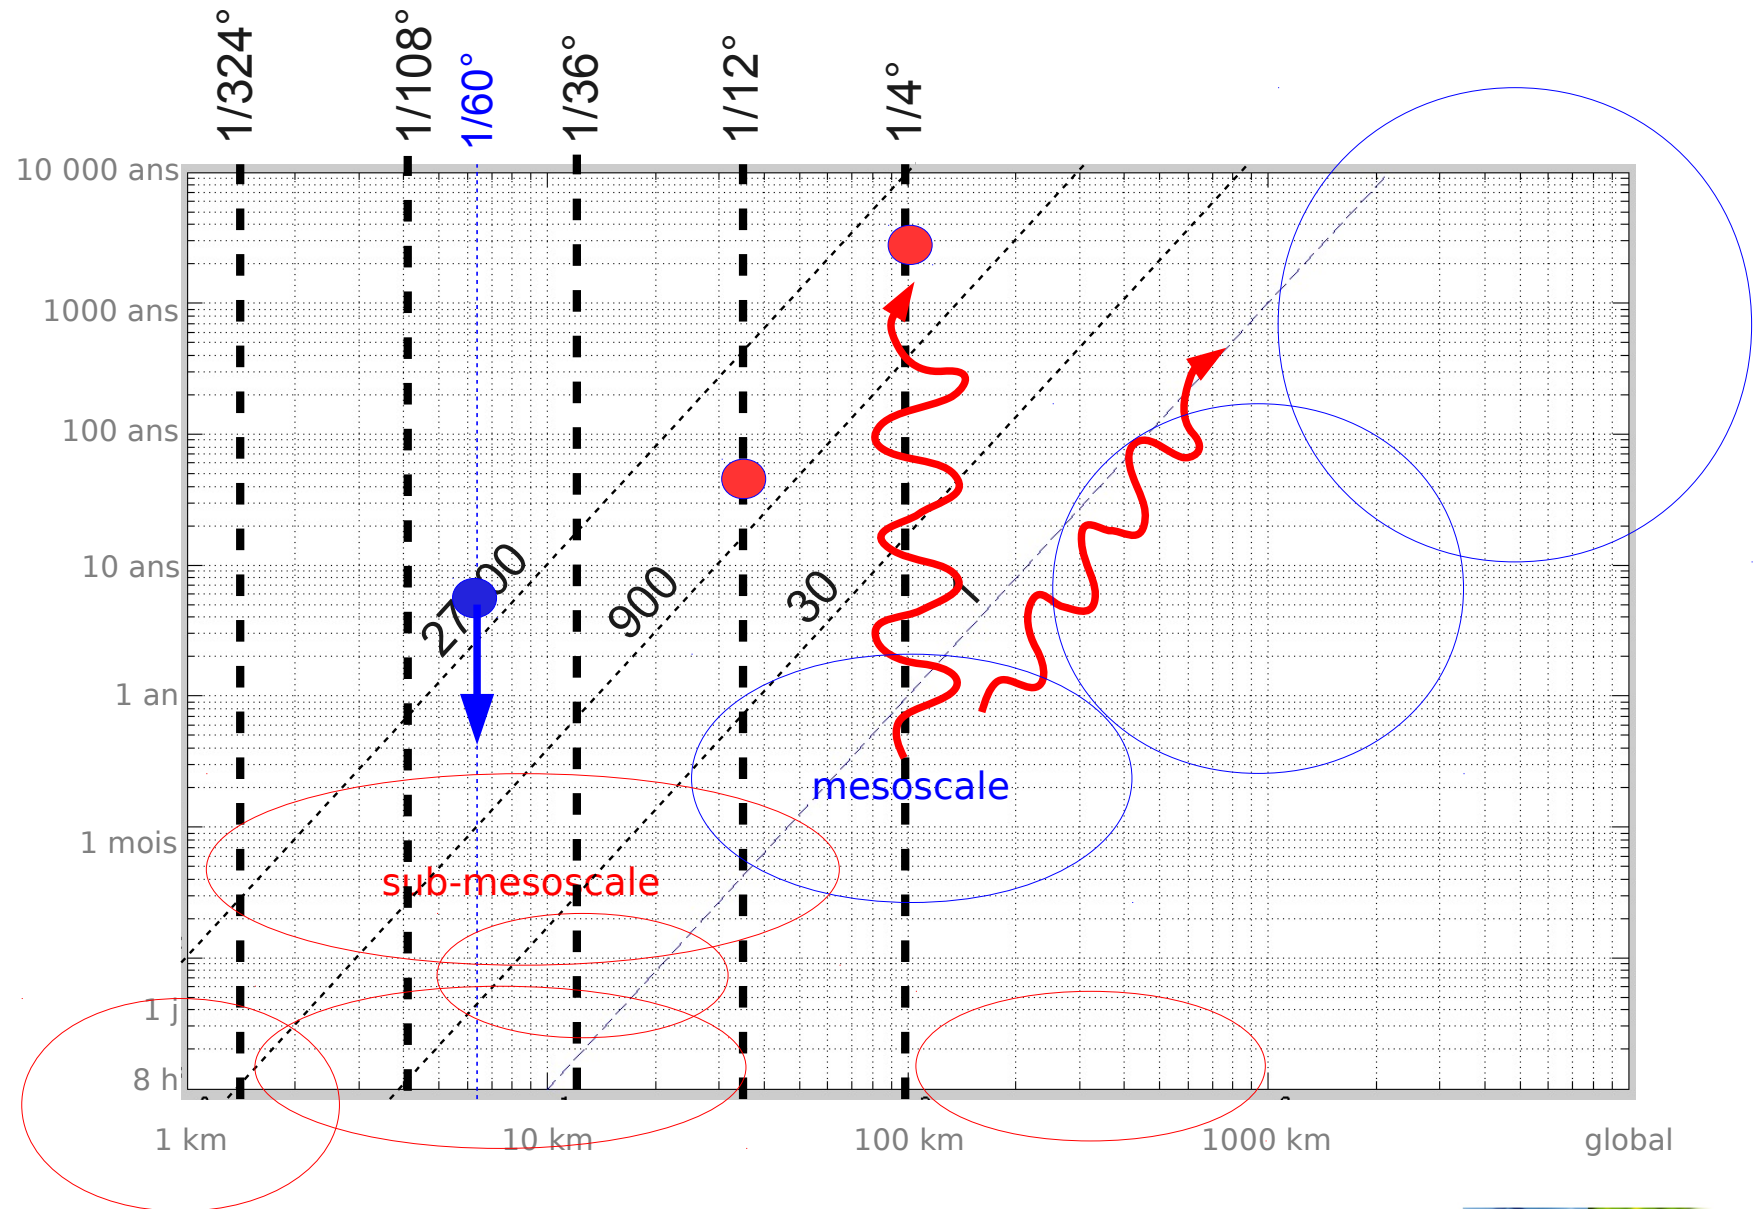 1/324°
1/108°
1/60°
1/36°
1/12°
1/4°
10 000 ans
1000 ans
100 ans
10 ans
1 an
1 mois
1 j
8 h
900
30
1
mesoscale
sub-mesoscale
1 km
10 km
100 km
1000 km
global